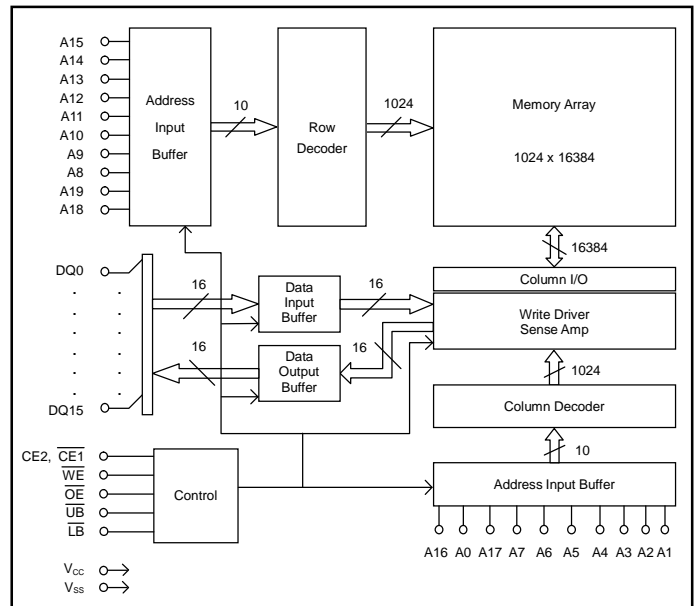 A15
A14
A13
A12
A11
A10
A9
A8
A19
A18
Address
Input
Buffer
10
Row
Decoder
1024
Memory Array
1024 x 16384
16384
Column I/O
Write Driver
Sense Amp
DQ0
DQ15
16
Data
Input
Buffer
16
16
Data
Output
Buffer
16
1024
Column Decoder
10
Address Input Buffer
CE2, CE1
WE
OE
UB
LB
Control
A16 A0 A17 A7 A6 A5 A4 A3 A2 A1
VCC
VSS